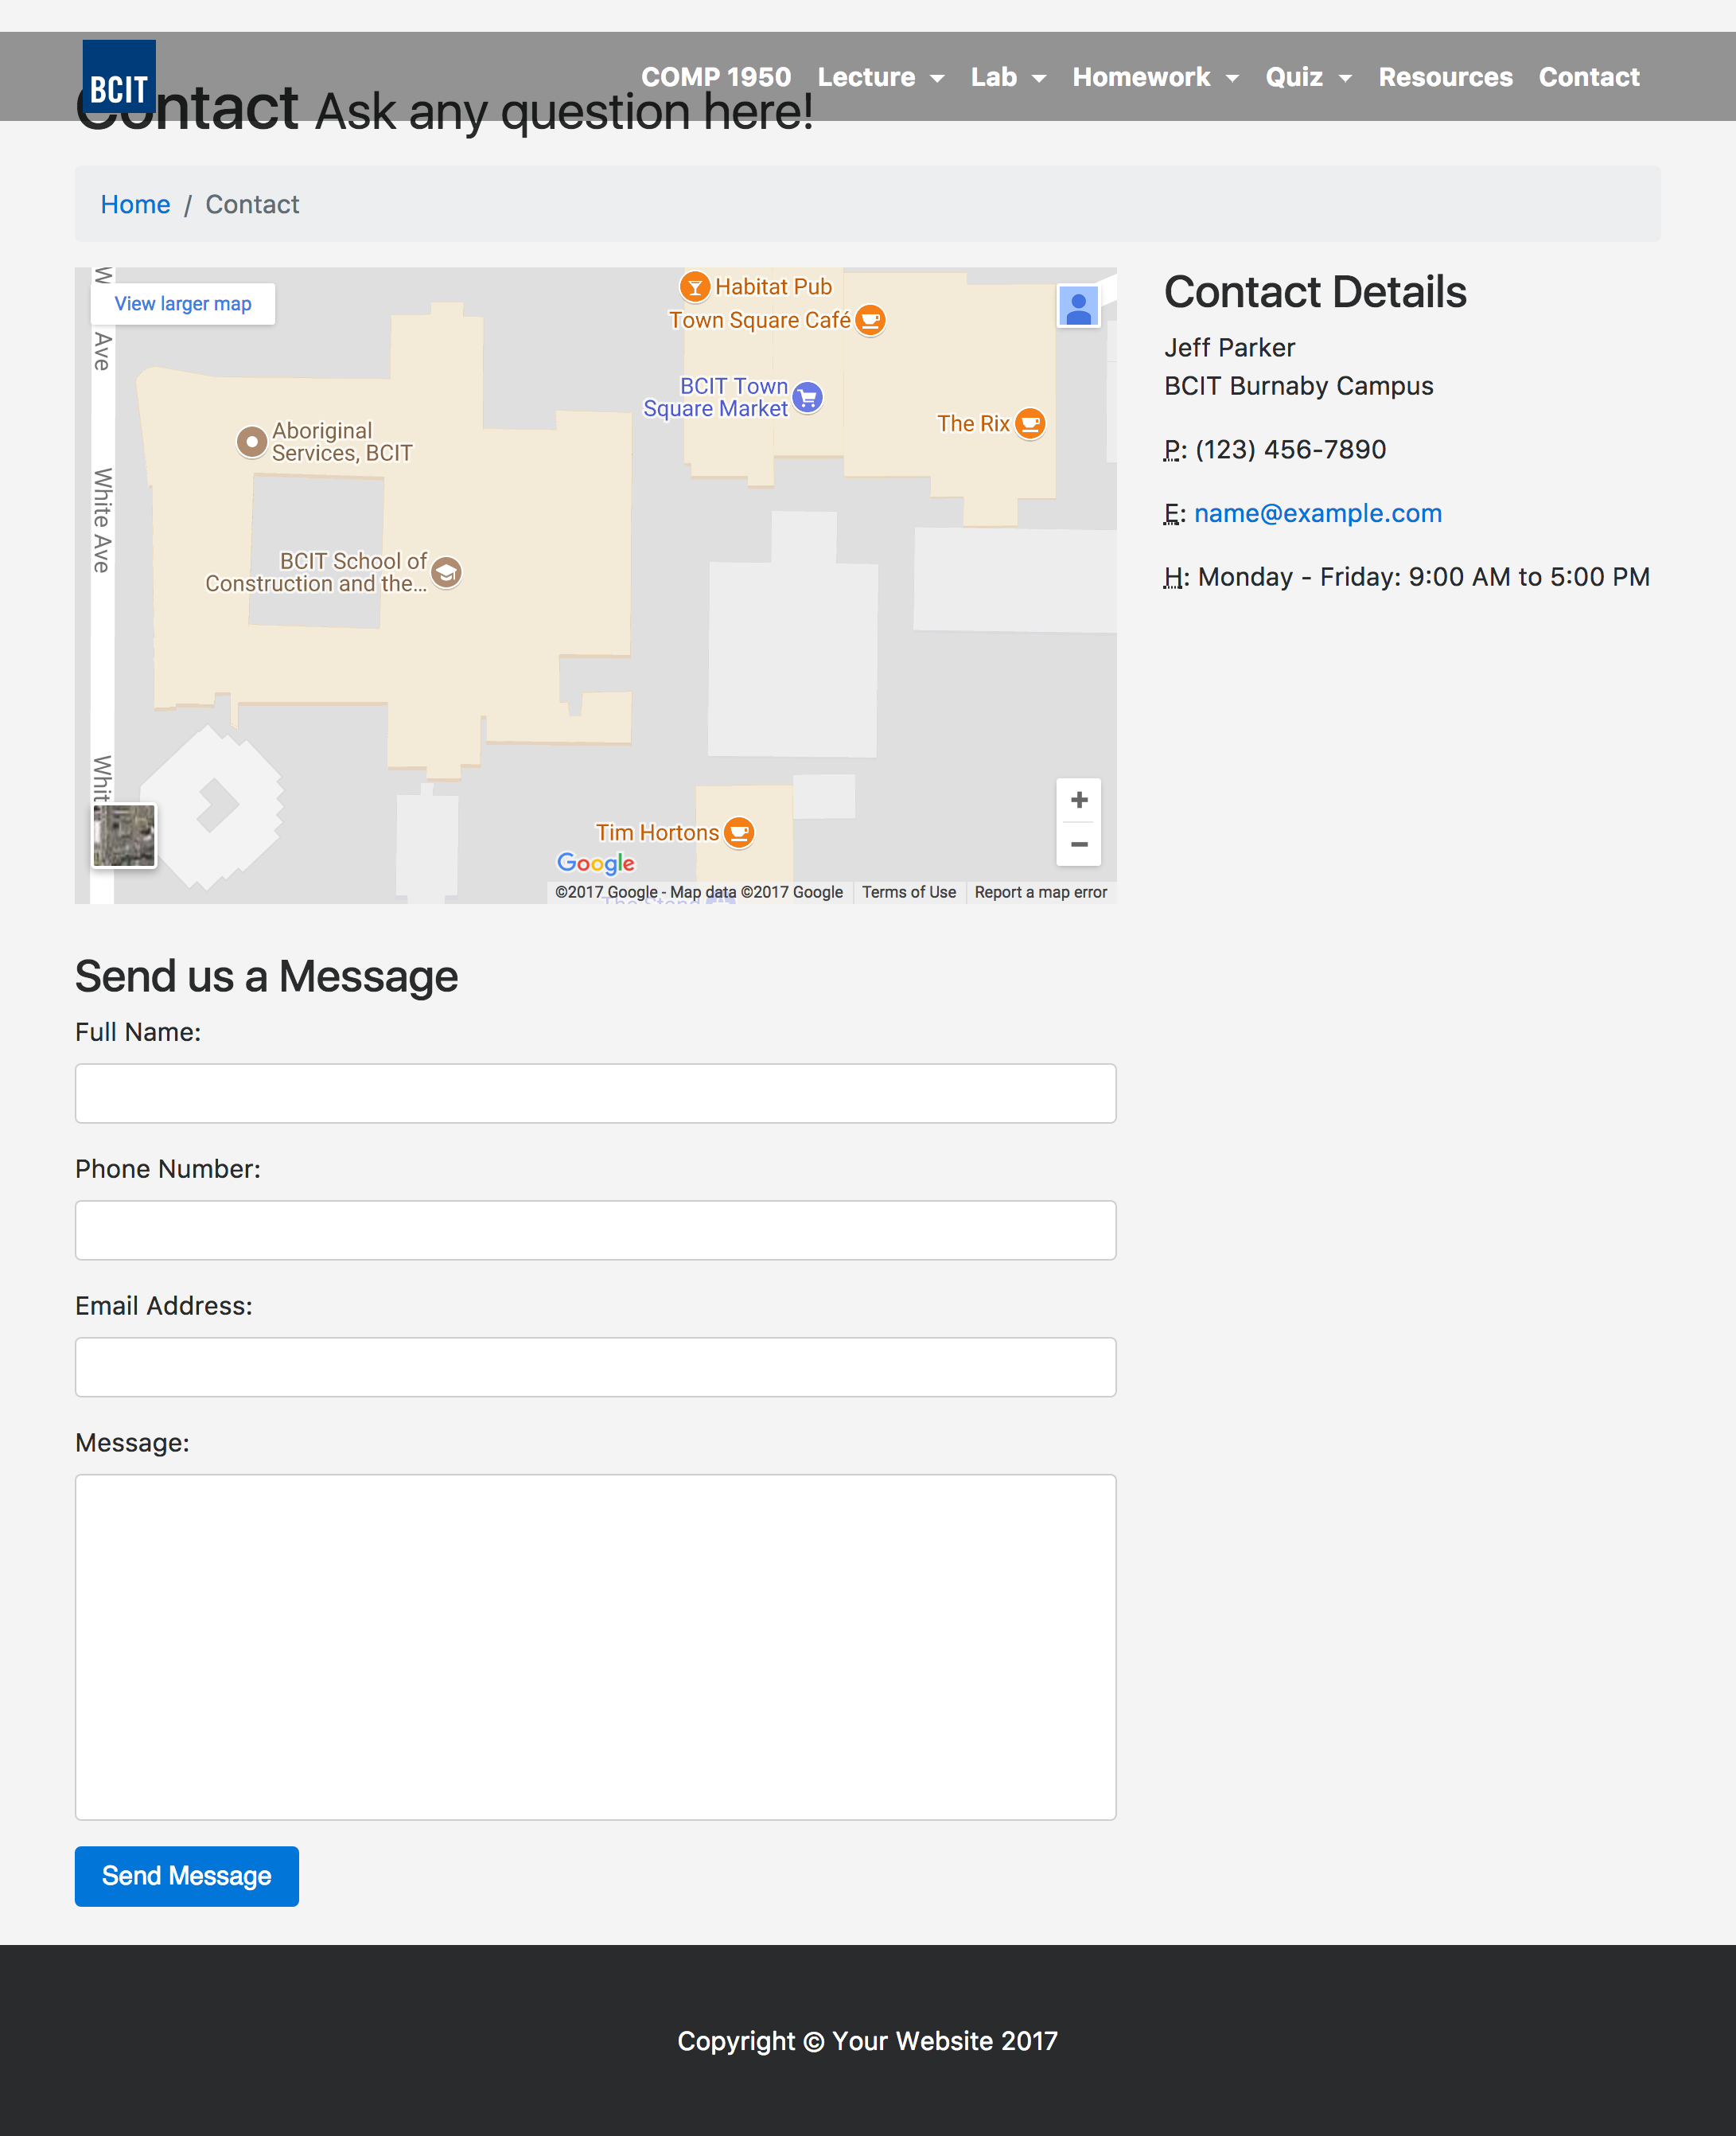 BCIT
COMP 1950 Lecture Lab Homework Quiz Resources Contact
Contact Ask any question here!
Home / Contact
View larger map
Ave
White Ave
Whit
Habitat Pub
Town Square Café
BCIT Town
Square Market
The Rix
Aboriginal
Services, BCIT
BCIT School of
Construction and the...
Tim Hortons
Google
©2017 Google - Map data ©2017 Google Terms of Use Report a map error
Contact Details
Jeff Parker
BCIT Burnaby Campus
P: (123) 456-7890
E: name@example.com
H: Monday - Friday: 9:00 AM to 5:00 PM
Send us a Message
Full Name:
Phone Number:
Email Address:
Message:
Send Message
Copyright © Your Website 2017